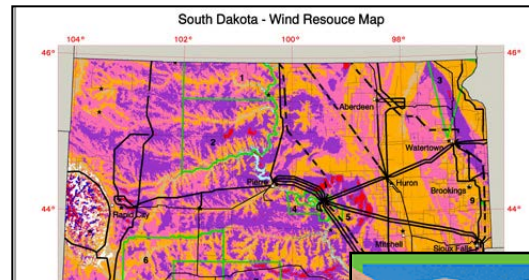 South Dakota - Wind Resouce Map
104° 102° 100° 98°
46° 46°
1 3
Aberdeen
2 Watertown
Pierre Huron
Brookings
44° 4 5 9 44°
Rapid City
Mitchell
Sioux Falls
6